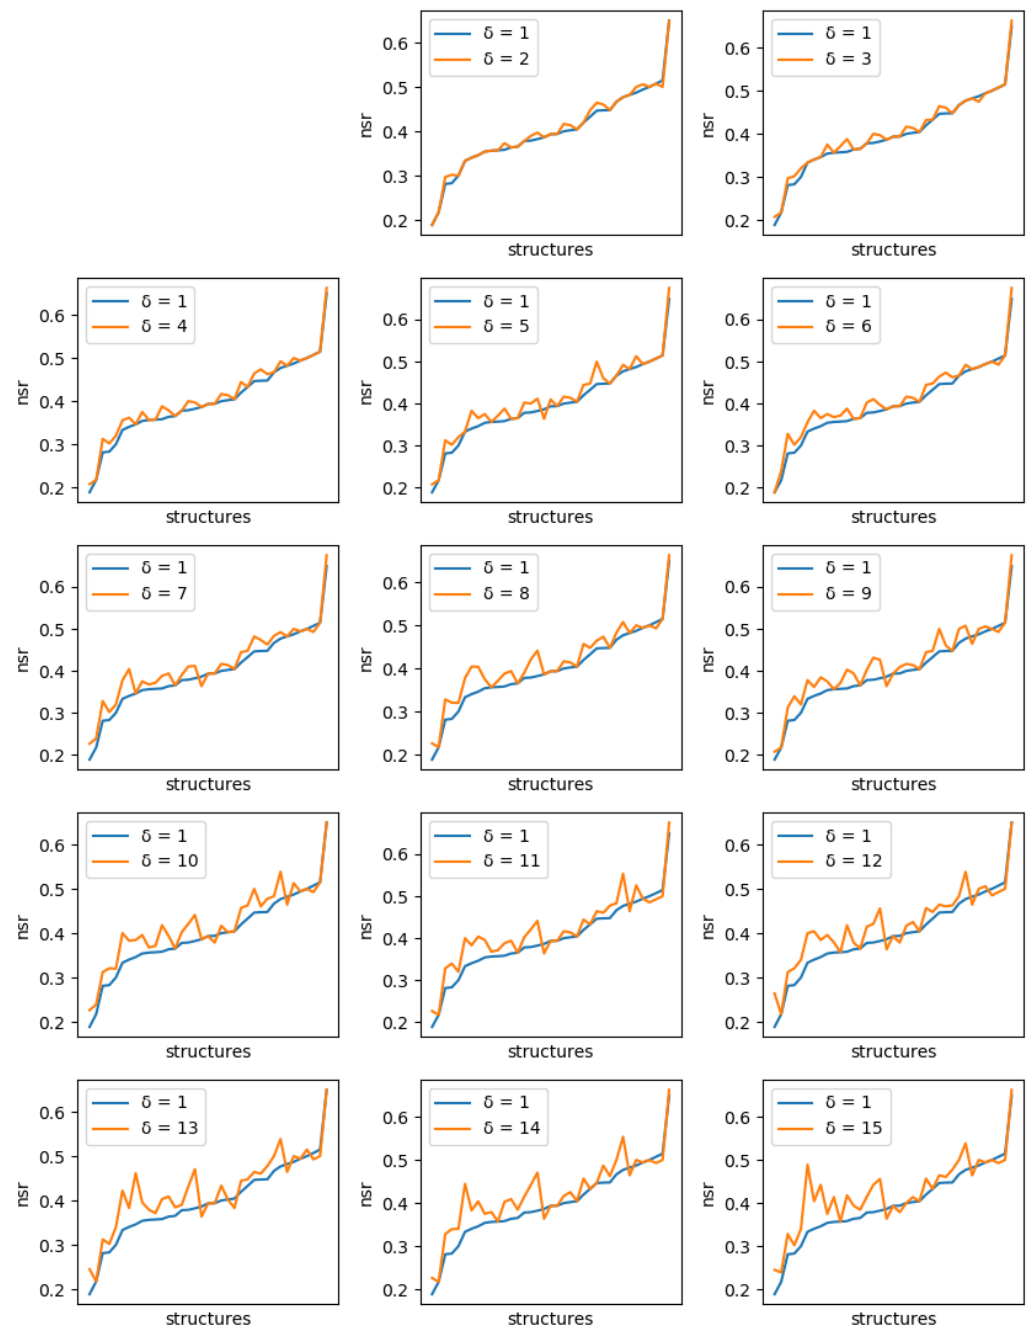 δ = 1
δ = 2
0.6
0.5
0.4
0.3
0.2
nsr
structures
δ = 1
δ = 3
0.6
0.5
0.4
0.3
0.2
nsr
structures
δ = 1
δ = 4
0.6
0.5
0.4
0.3
0.2
nsr
structures
δ = 1
δ = 5
0.6
0.5
0.4
0.3
0.2
nsr
structures
δ = 1
δ = 6
0.6
0.5
0.4
0.3
0.2
nsr
structures
δ = 1
δ = 7
0.6
0.5
0.4
0.3
0.2
nsr
structures
δ = 1
δ = 8
0.6
0.5
0.4
0.3
0.2
nsr
structures
δ = 1
δ = 9
0.6
0.5
0.4
0.3
0.2
nsr
structures
δ = 1
δ = 10
0.6
0.5
0.4
0.3
0.2
nsr
structures
δ = 1
δ = 11
0.6
0.5
0.4
0.3
0.2
nsr
structures
δ = 1
δ = 12
0.6
0.5
0.4
0.3
0.2
nsr
structures
δ = 1
δ = 13
0.6
0.5
0.4
0.3
0.2
nsr
structures
δ = 1
δ = 14
0.6
0.5
0.4
0.3
0.2
nsr
structures
δ = 1
δ = 15
0.6
0.5
0.4
0.3
0.2
nsr
structures